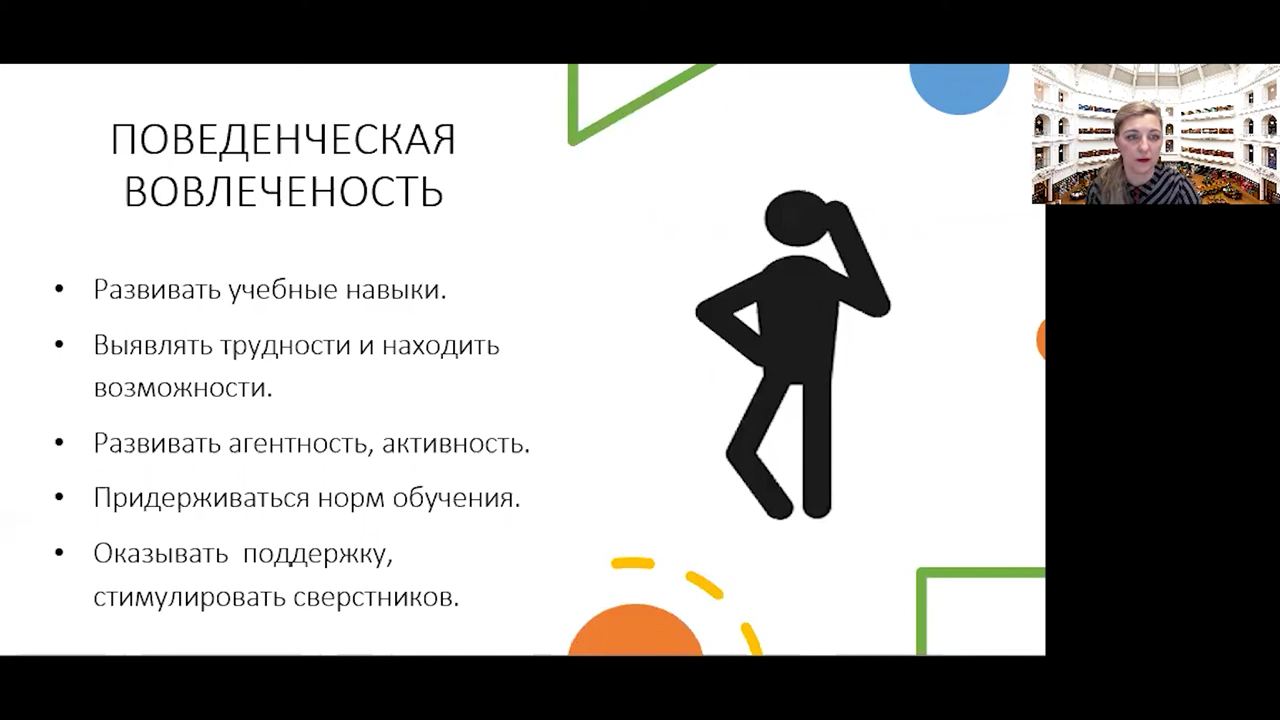 ПОВЕДЕНЧЕСКАЯ
ВОВЛЕЧЕНОСТЬ
• Развивать учебные навыки.
• Выявлять трудности и находить
возможности.
• Развивать агентность, активность.
• Придерживаться норм обучения.
• Оказывать поддержку,
стимулировать сверстников.